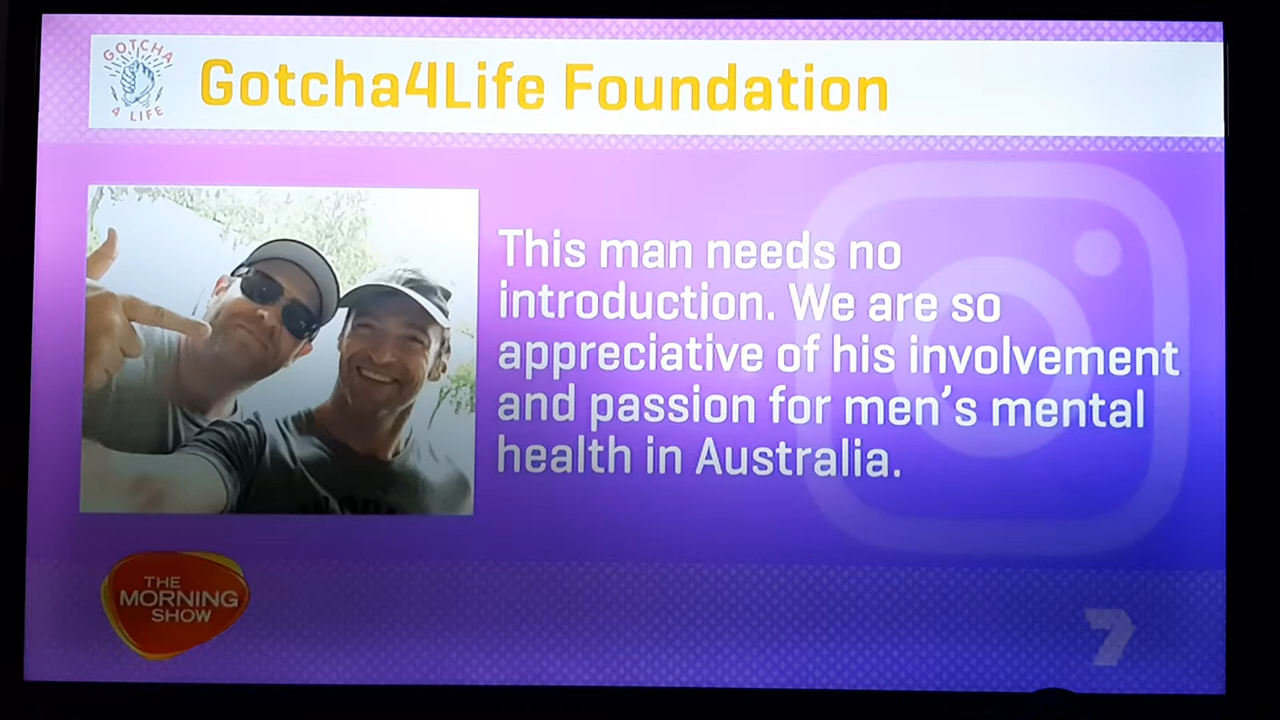 GOTCHA
4 LIFE
Gotcha4Life Foundation
This man needs no
introduction. We are so
appreciative of his involvement
and passion for men's mental
health in Australia.
THE
MORNING
SHOW
7